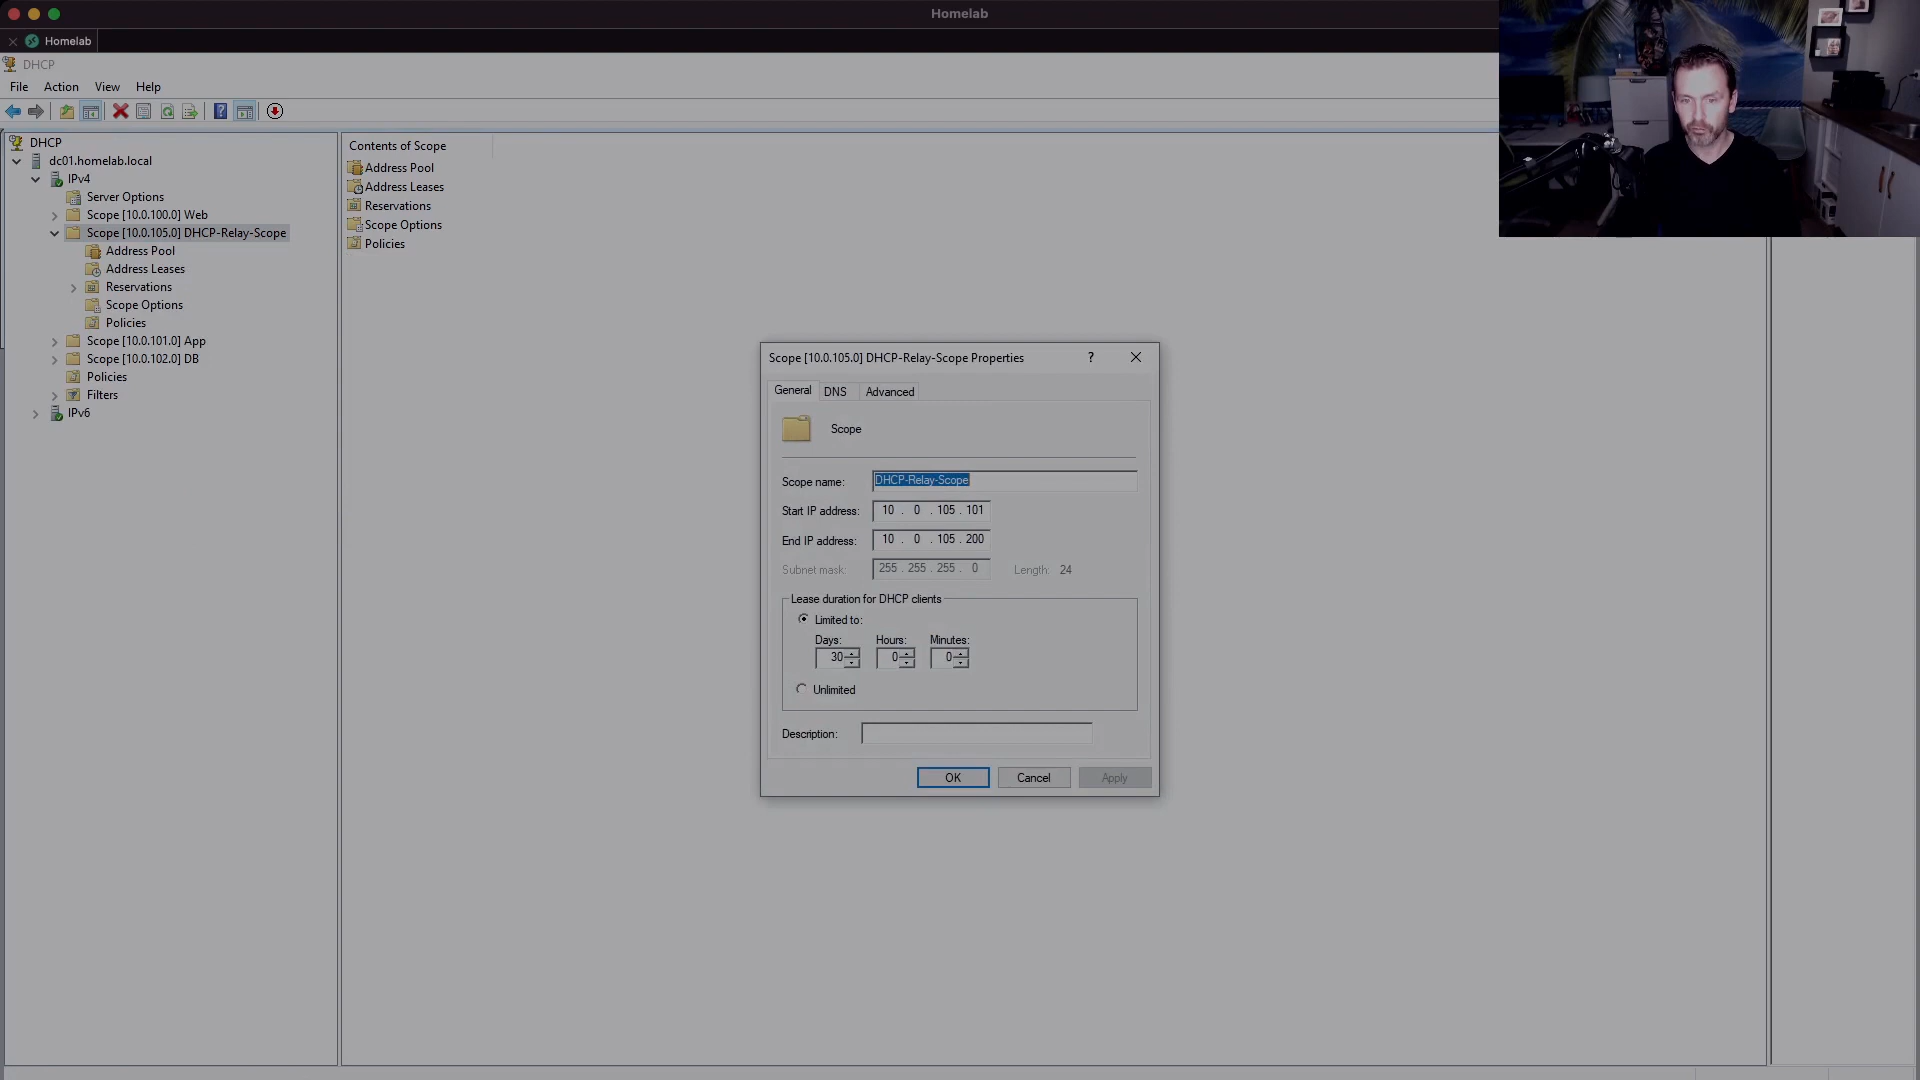 Homelab
Homelab
DHCP
File Action View Help
DHCP
dc01.homelab.local
IPv4
Server Options
Scope [10.0.100.0] Web
Scope [10.0.105.0] DHCP-Relay-Scope
Address Pool
Address Leases
Reservations
Scope Options
Policies
Scope [10.0.101.0] App
Scope [10.0.102.0] DB
Policies
Filters
IPv6
Contents of Scope
Address Pool
Address Leases
Reservations
Scope Options
Policies
Scope [10.0.105.0] DHCP-Relay-Scope Properties ?
General DNS Advanced
Scope
Scope name: DHCP-Relay-Scope
Start IP address: 10 . 0 . 105 . 101
End IP address: 10 . 0 . 105 . 200
Subnet mask: 255 . 255 . 255 . 0 Length: 24
Lease duration for DHCP clients
Limited to:
Days: Hours: Minutes:
30 0 0
Unlimited
Description:
OK Cancel Apply